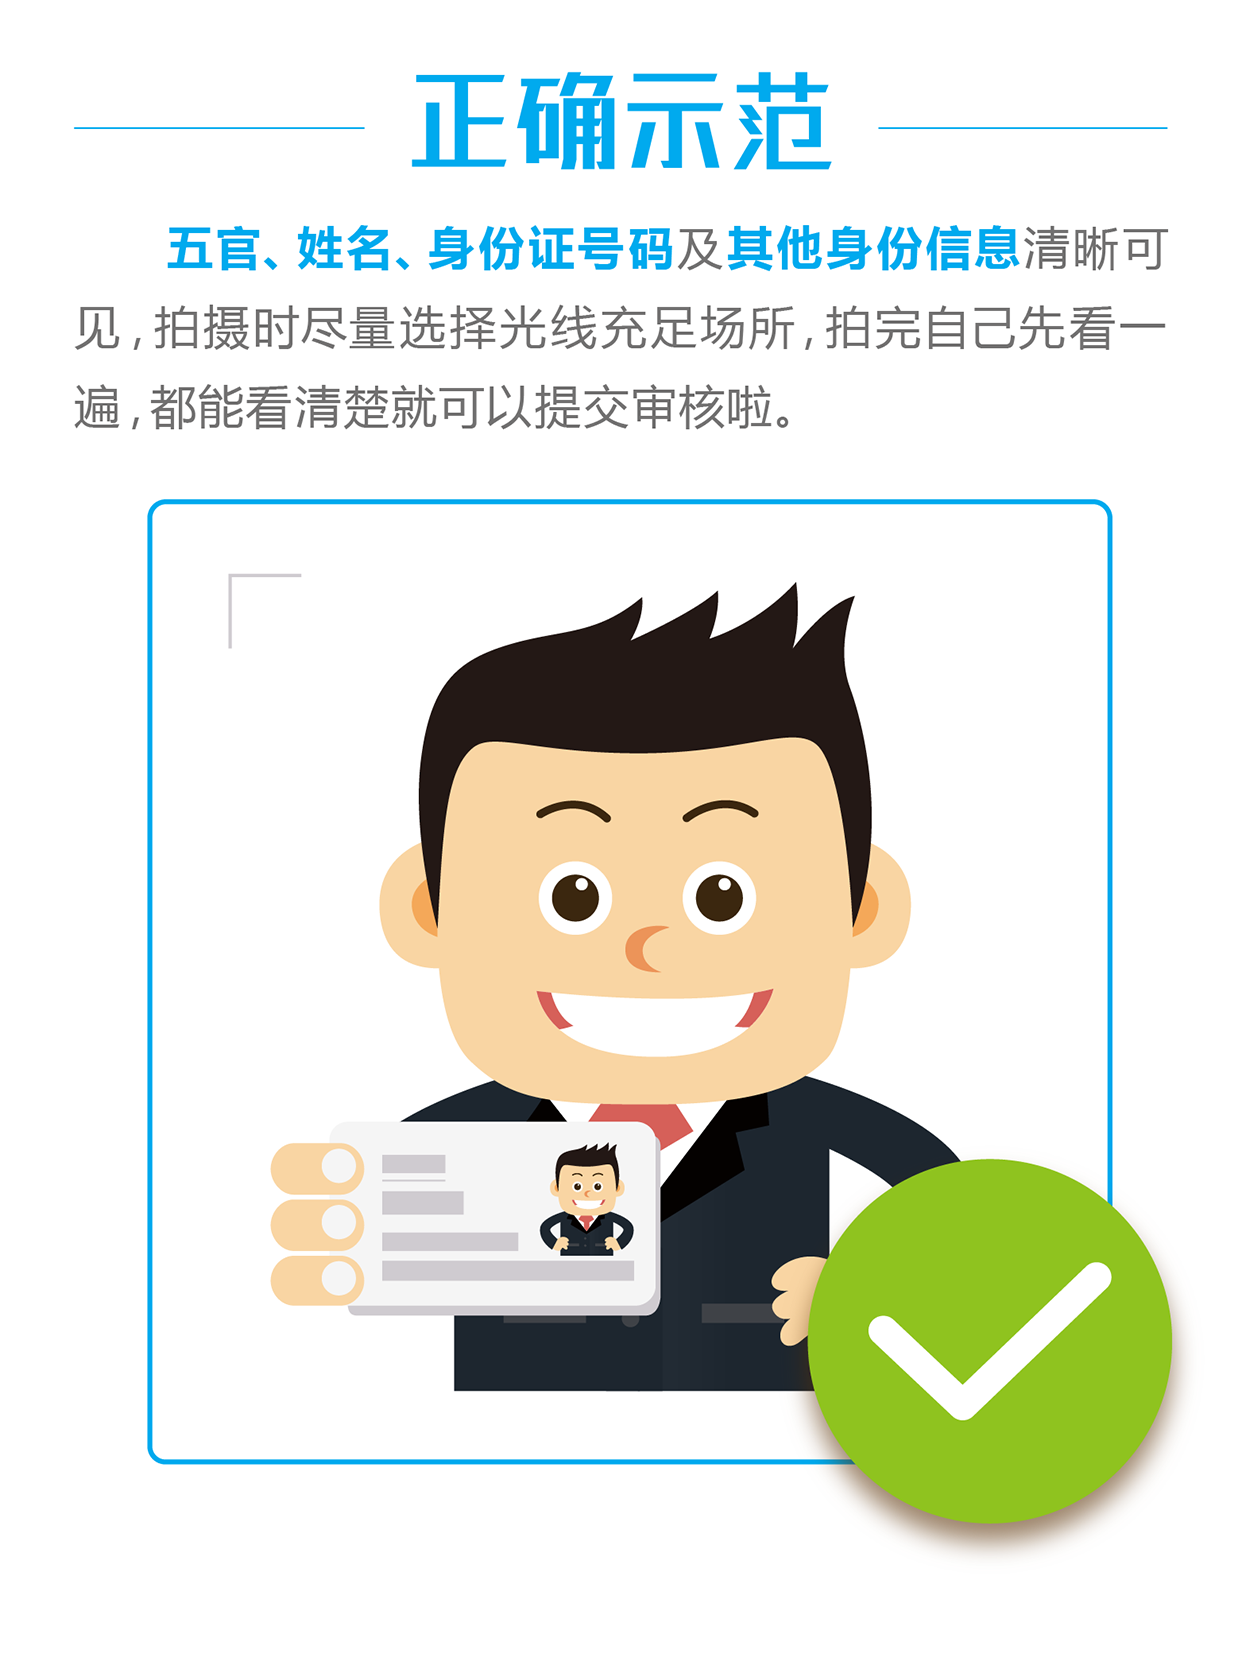 正确示范
五官、姓名、身份证号码及其他身份信息清晰可
见,拍摄时尽量选择光线充足场所,拍完自己先看一
遍,都能看清楚就可以提交审核啦。